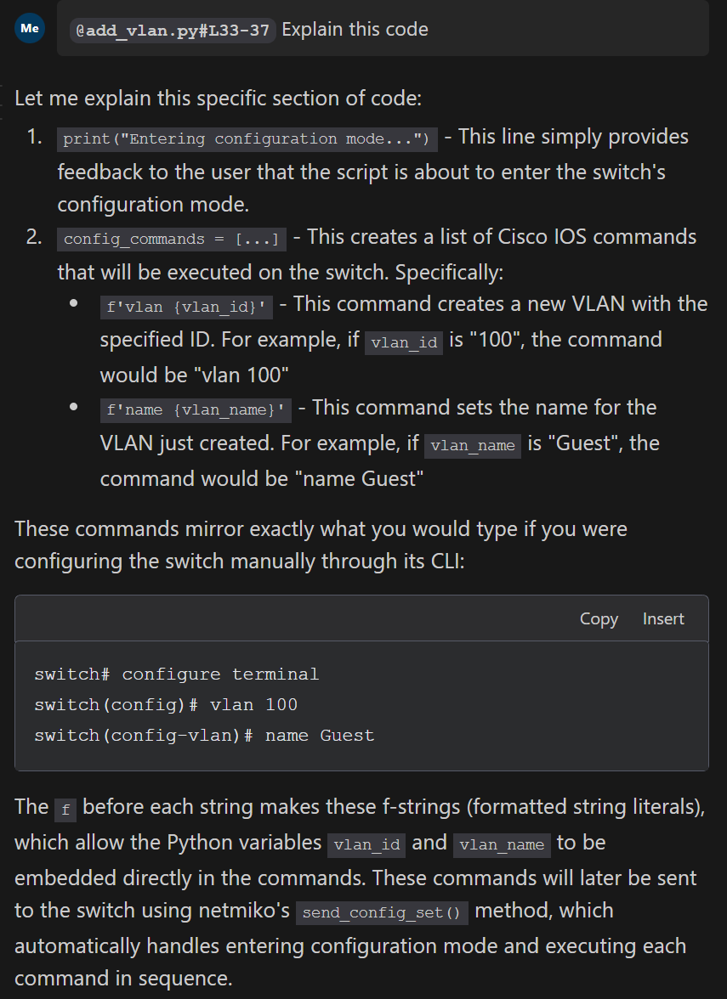 Me
@add_vlan.py#L33-37 Explain this code
Let me explain this specific section of code:
1. print("Entering configuration mode...") - This line simply provides
feedback to the user that the script is about to enter the switch's
configuration mode.
2. config_commands = [...] - This creates a list of Cisco IOS commands
that will be executed on the switch. Specifically:
• f'vlan {vlan_id}' - This command creates a new VLAN with the
specified ID. For example, if vlan_id is "100", the command
would be "vlan 100"
• f'name {vlan_name}' - This command sets the name for the
VLAN just created. For example, if vlan_name is "Guest", the
command would be "name Guest"
These commands mirror exactly what you would type if you were
configuring the switch manually through its CLI:
Copy Insert
switch# configure terminal
switch(config)# vlan 100
switch(config-vlan)# name Guest
The f before each string makes these f-strings (formatted string literals),
which allow the Python variables vlan_id and vlan_name to be
embedded directly in the commands. These commands will later be sent
to the switch using netmiko's send_config_set() method, which
automatically handles entering configuration mode and executing each
command in sequence.